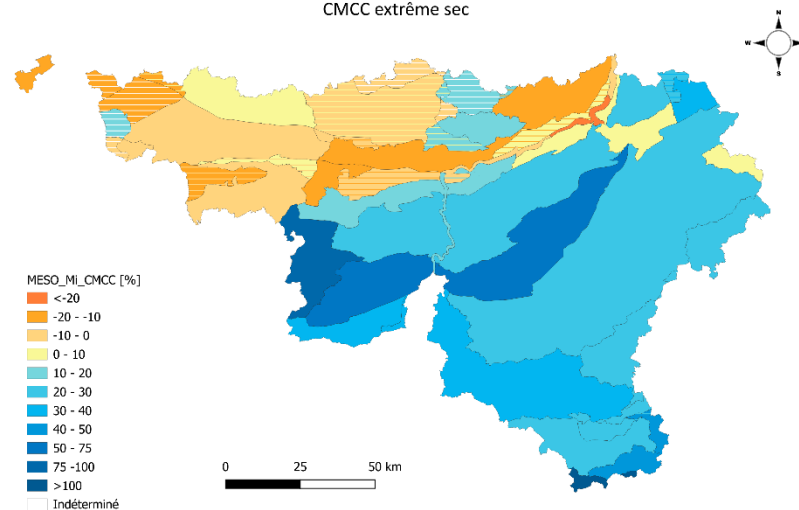 CMCC extrême sec
N
W
E
S
MESO_Mi_CMCC [%]
<-20
-20 - -10
-10 - 0
0 - 10
10 - 20
20 - 30
30 - 40
40 - 50
50 - 75
75 -100
>100
Indéterminé
0 25 50 km